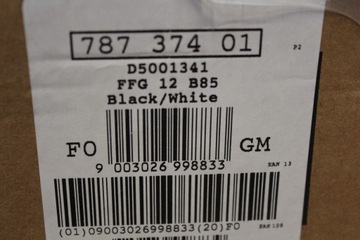 787 374 01
P2
D5001341
FFG 12 B85
Black/White
FO GM
9 003026 998833
EAN 13
(01)09003026998833(20)FO
EAN 128